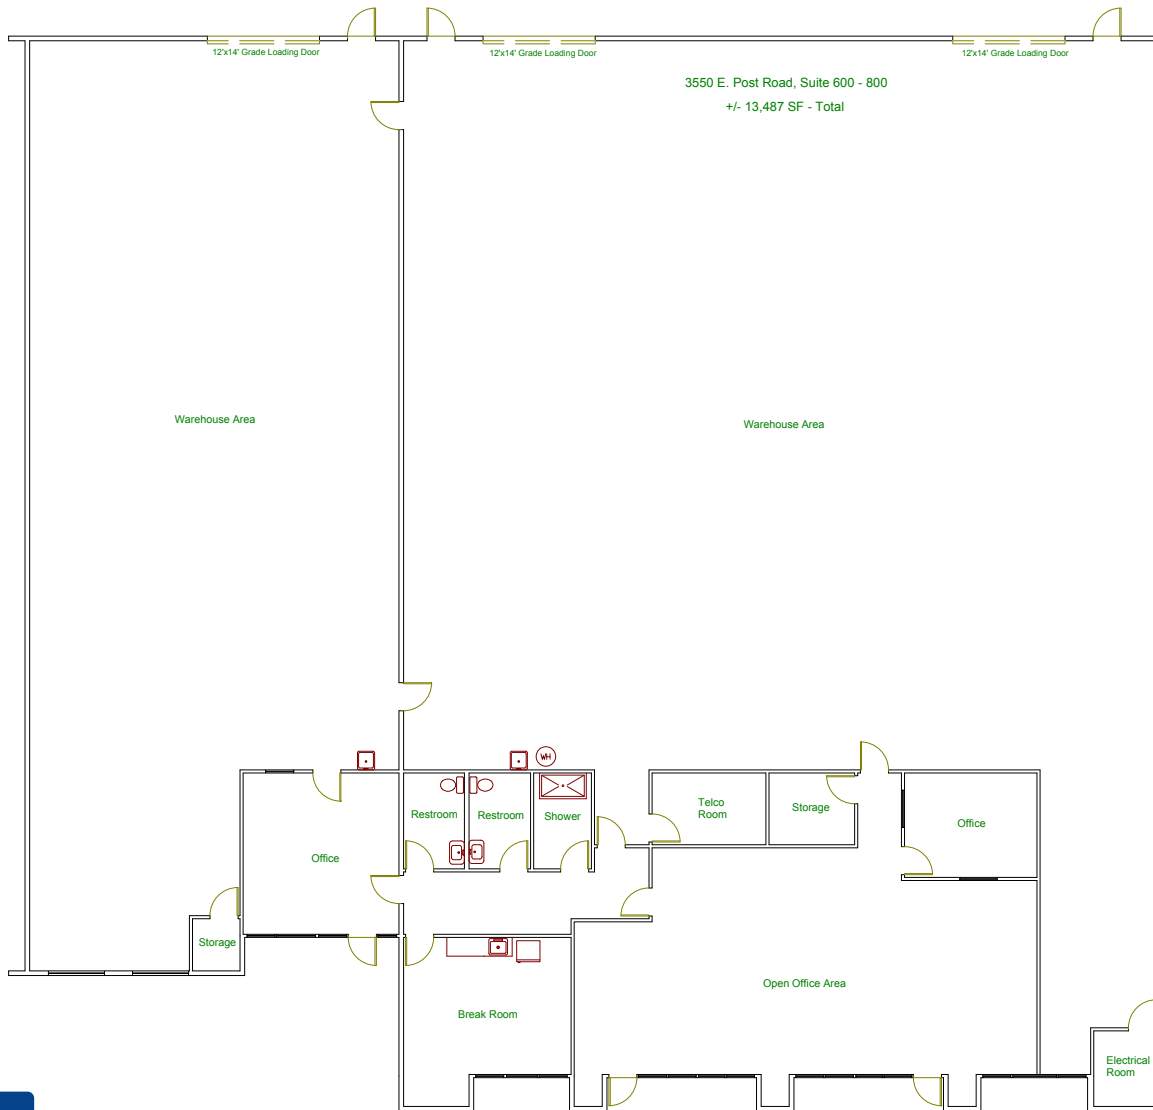 12'x14' Grade Loading Door
12'x14' Grade Loading Door
12'x14' Grade Loading Door
3550 E. Post Road, Suite 600 - 800
+/- 13,487 SF - Total
Warehouse Area
Warehouse Area
WH
Restroom
Restroom
Shower
Telco
Room
Storage
Office
Office
Storage
Open Office Area
Break Room
Electrical
Room